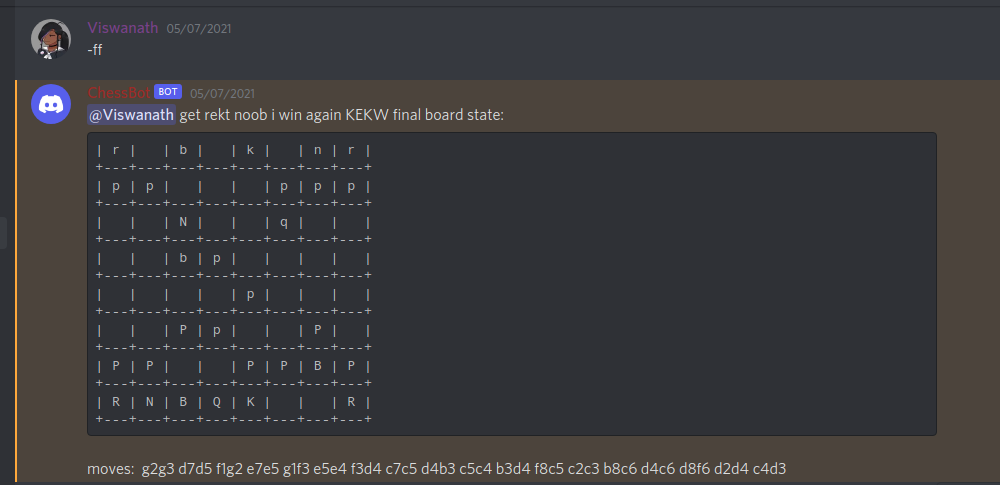 Viswanath 05/07/2021
-ff
ChessBot BOT 05/07/2021
@Viswanath get rekt noob i win again KEKW final board state:
| r |   | b |   | k |   | n | r |
+---+---+---+---+---+---+---+---+
| p | p |   |   |   | p | p | p |
+---+---+---+---+---+---+---+---+
|   |   | N |   |   | q |   |   |
+---+---+---+---+---+---+---+---+
|   |   | b | p |   |   |   |   |
+---+---+---+---+---+---+---+---+
|   |   |   |   | p |   |   |   |
+---+---+---+---+---+---+---+---+
|   |   | P | p |   |   | P |   |
+---+---+---+---+---+---+---+---+
| P | P |   |   | P | P | B | P |
+---+---+---+---+---+---+---+---+
| R | N | B | Q | K |   |   | R |
+---+---+---+---+---+---+---+---+
moves:  g2g3 d7d5 f1g2 e7e5 g1f3 e5e4 f3d4 c7c5 d4b3 c5c4 b3d4 f8c5 c2c3 b8c6 d4c6 d8f6 d2d4 c4d3